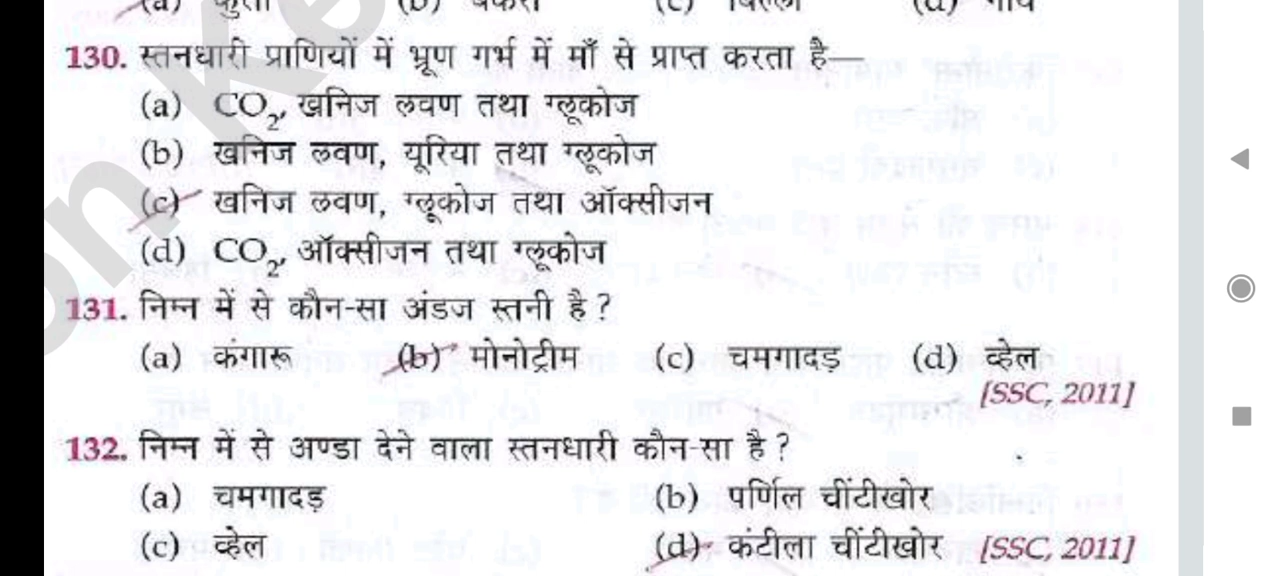 130. स्तनधारी प्राणियों में भ्रूण गर्भ में माँ से प्राप्त करता है—
(a) CO₂, खनिज लवण तथा ग्लूकोज
(b) खनिज लवण, यूरिया तथा ग्लूकोज
(c) खनिज लवण, ग्लूकोज तथा ऑक्सीजन
(d) CO₂, ऑक्सीजन तथा ग्लूकोज
131. निम्न में से कौन-सा अंडज स्तनी है ?
(a) कंगारू (b) मोनोट्रीम (c) चमगादड़ (d) व्हेल
[SSC, 2011]
132. निम्न में से अण्डा देने वाला स्तनधारी कौन-सा है ?
(a) चमगादड़ (b) पर्णिल चींटीखोर
(c) व्हेल (d) कंटीला चींटीखोर [SSC, 2011]